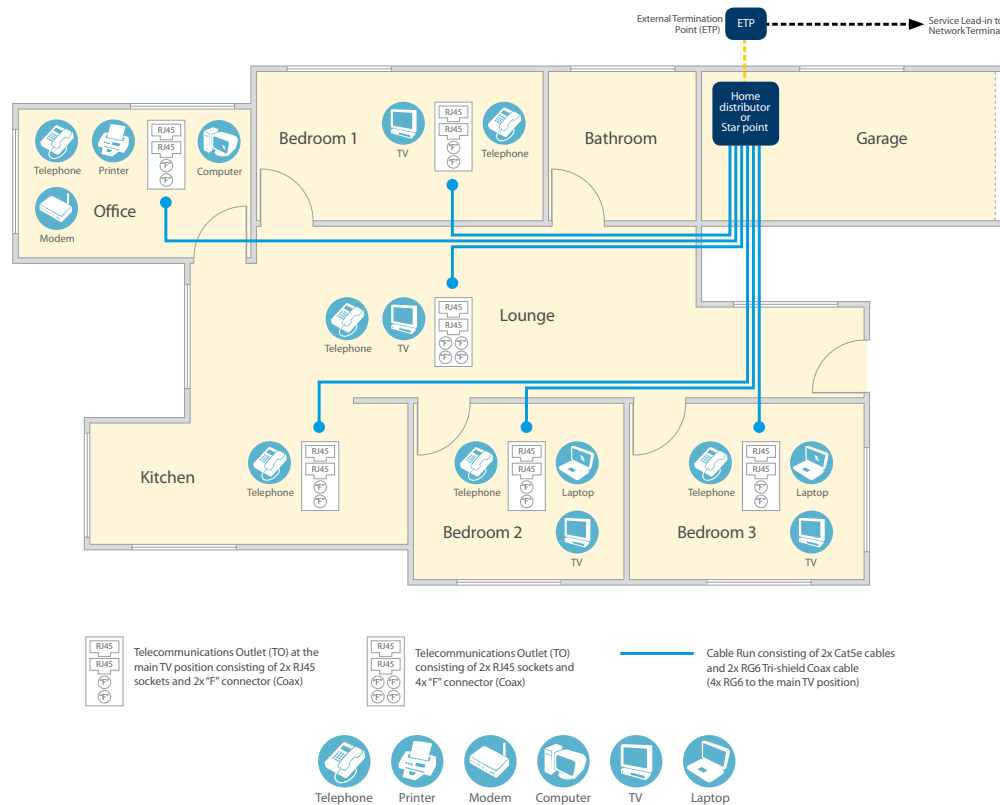 External Termination
Point (ETP)
ETP
Service Lead-in to
Network Termina
Home
distributor
or
Star point
Garage
Bathroom
Bedroom 1
TV
RJ45
RJ45
"F"
"F"
Telephone
Telephone
Printer
RJ45
RJ45
"F"
"F"
Computer
Office
Modem
Lounge
Telephone
TV
RJ45
RJ45
"F" "F"
"F" "F"
Kitchen
Telephone
RJ45
RJ45
"F"
"F"
Telephone
RJ45
RJ45
"F"
"F"
Laptop
Bedroom 2
TV
Telephone
RJ45
RJ45
"F"
"F"
Laptop
Bedroom 3
TV
RJ45
RJ45
"F"
"F"
Telecommunications Outlet (TO) at the
main TV position consisting of 2x RJ45
sockets and 2x "F" connector (Coax)
RJ45
RJ45
"F" "F"
"F" "F"
Telecommunications Outlet (TO)
consisting of 2x RJ45 sockets and
4x "F" connector (Coax)
Cable Run consisting of 2x Cat5e cables
and 2x RG6 Tri-shield Coax cable
(4x RG6 to the main TV position)
Telephone
Printer
Modem
Computer
TV
Laptop